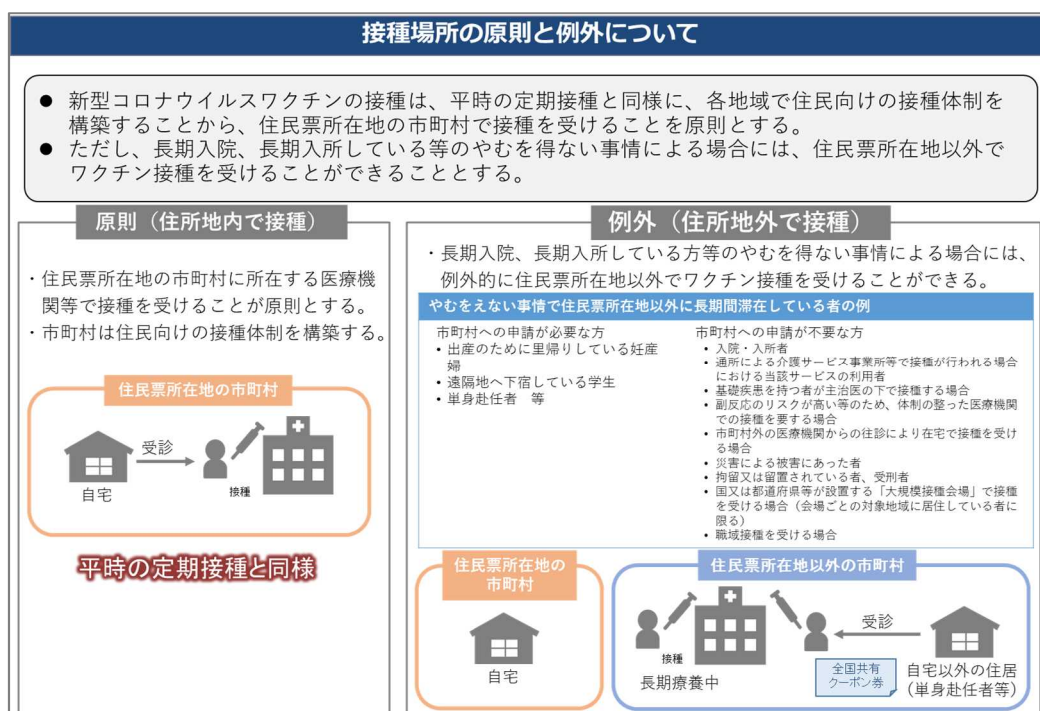 接種場所の原則と例外について
● 新型コロナウイルスワクチンの接種は、平時の定期接種と同様に、各地域で住民向けの接種体制を
構築することから、住民票所在地の市町村で接種を受けることを原則とする。
● ただし、長期入院、長期入所している等のやむを得ない事情による場合には、住民票所在地以外で
ワクチン接種を受けることができることとする。
原則（住所地内で接種）
・住民票所在地の市町村に所在する医療機
関等で接種を受けることが原則とする。
・市町村は住民向けの接種体制を構築する。
住民票所在地の市町村
受診
自宅
接種
平時の定期接種と同様
例外（住所地外で接種）
・長期入院、長期入所している方等のやむを得ない事情による場合には、
例外的に住民票所在地以外でワクチン接種を受けることができる。
やむをえない事情で住民票所在地以外に長期間滞在している者の例
市町村への申請が必要な方
• 出産のために里帰りしている妊産
婦
• 遠隔地へ下宿している学生
• 単身赴任者　等
市町村への申請が不要な方
• 入院・入所者
• 通所による介護サービス事業所等で接種が行われる場合
における当該サービスの利用者
• 基礎疾患を持つ者が主治医の下で接種する場合
• 副反応のリスクが高い等のため、体制の整った医療機関
での接種を要する場合
• 市町村外の医療機関からの往診により在宅で接種を受け
る場合
• 災害による被害にあった者
• 拘留又は留置されている者、受刑者
• 国又は都道府県等が設置する「大規模接種会場」で接種
を受ける場合（会場ごとの対象地域に居住している者に
限る）
• 職域接種を受ける場合
住民票所在地の
市町村
自宅
住民票所在地以外の市町村
接種
長期療養中
受診
全国共有
クーポン券
自宅以外の住居
(単身赴任者等)